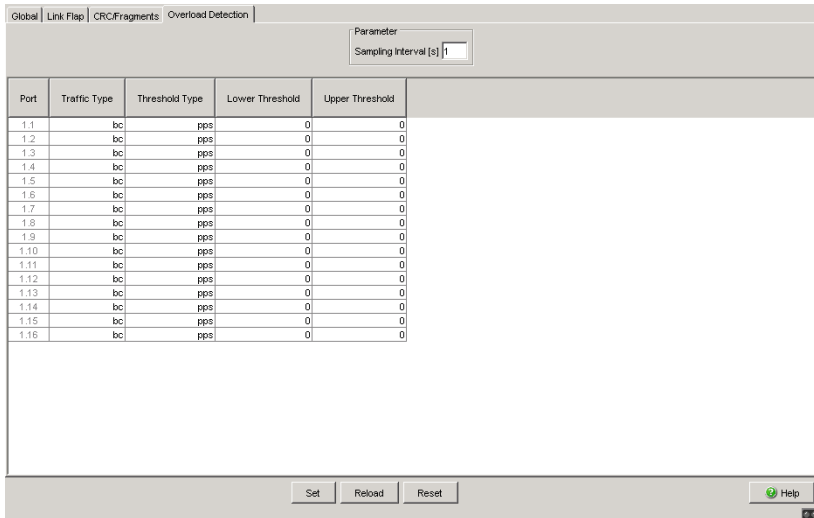 Global Link Flap CRC/Fragments Overload Detection
Parameter
Sampling Interval [s] 1
Port Traffic Type Threshold Type Lower Threshold Upper Threshold
1.1 bc pps 0 0
1.2 bc pps 0 0
1.3 bc pps 0 0
1.4 bc pps 0 0
1.5 bc pps 0 0
1.6 bc pps 0 0
1.7 bc pps 0 0
1.8 bc pps 0 0
1.9 bc pps 0 0
1.10 bc pps 0 0
1.11 bc pps 0 0
1.12 bc pps 0 0
1.13 bc pps 0 0
1.14 bc pps 0 0
1.15 bc pps 0 0
1.16 bc pps 0 0
Set Reload Reset Help